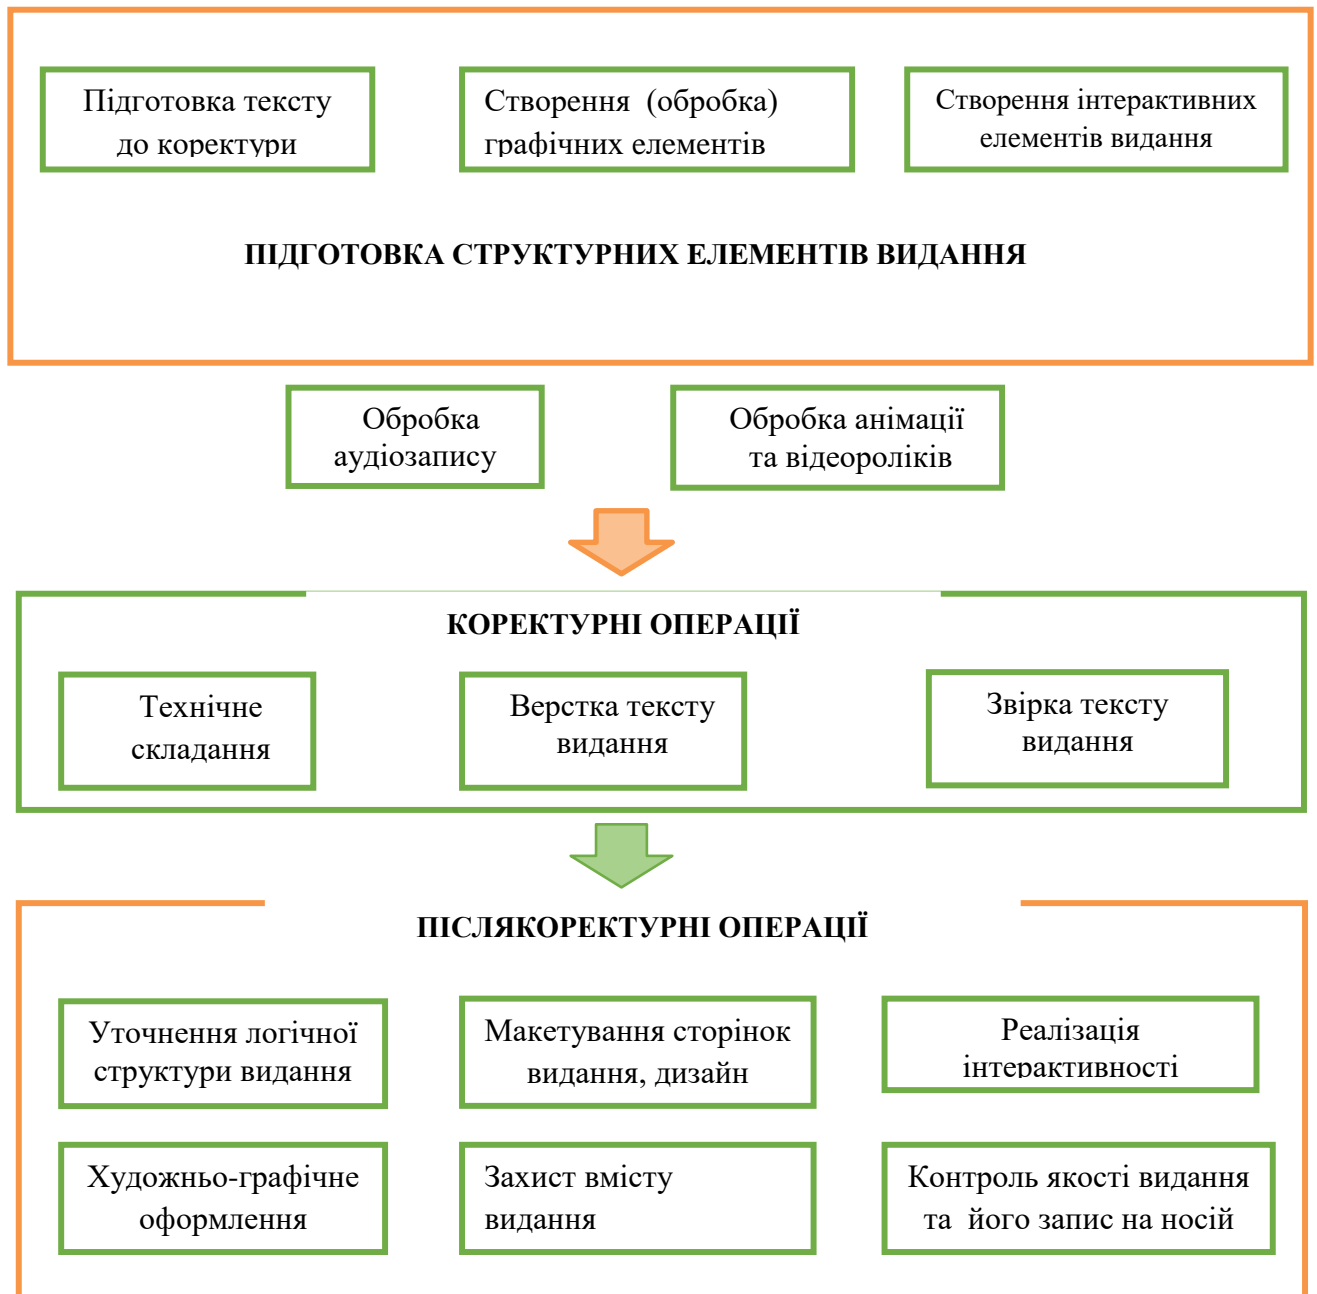 Підготовка тексту
до коректури
Створення (обробка)
графічних елементів
Створення інтерактивних
елементів видання
ПІДГОТОВКА СТРУКТУРНИХ ЕЛЕМЕНТІВ ВИДАННЯ
Обробка
аудіозапису
Обробка анімації
та відеороліків
КОРЕКТУРНІ ОПЕРАЦІЇ
Технічне
складання
Верстка тексту
видання
Звірка тексту
видання
ПІСЛЯКОРЕКТУРНІ ОПЕРАЦІЇ
Уточнення логічної
структури видання
Макетування сторінок
видання, дизайн
Реалізація
інтерактивності
Художньо-графічне
оформлення
Захист вмісту
видання
Контроль якості видання
та його запис на носій